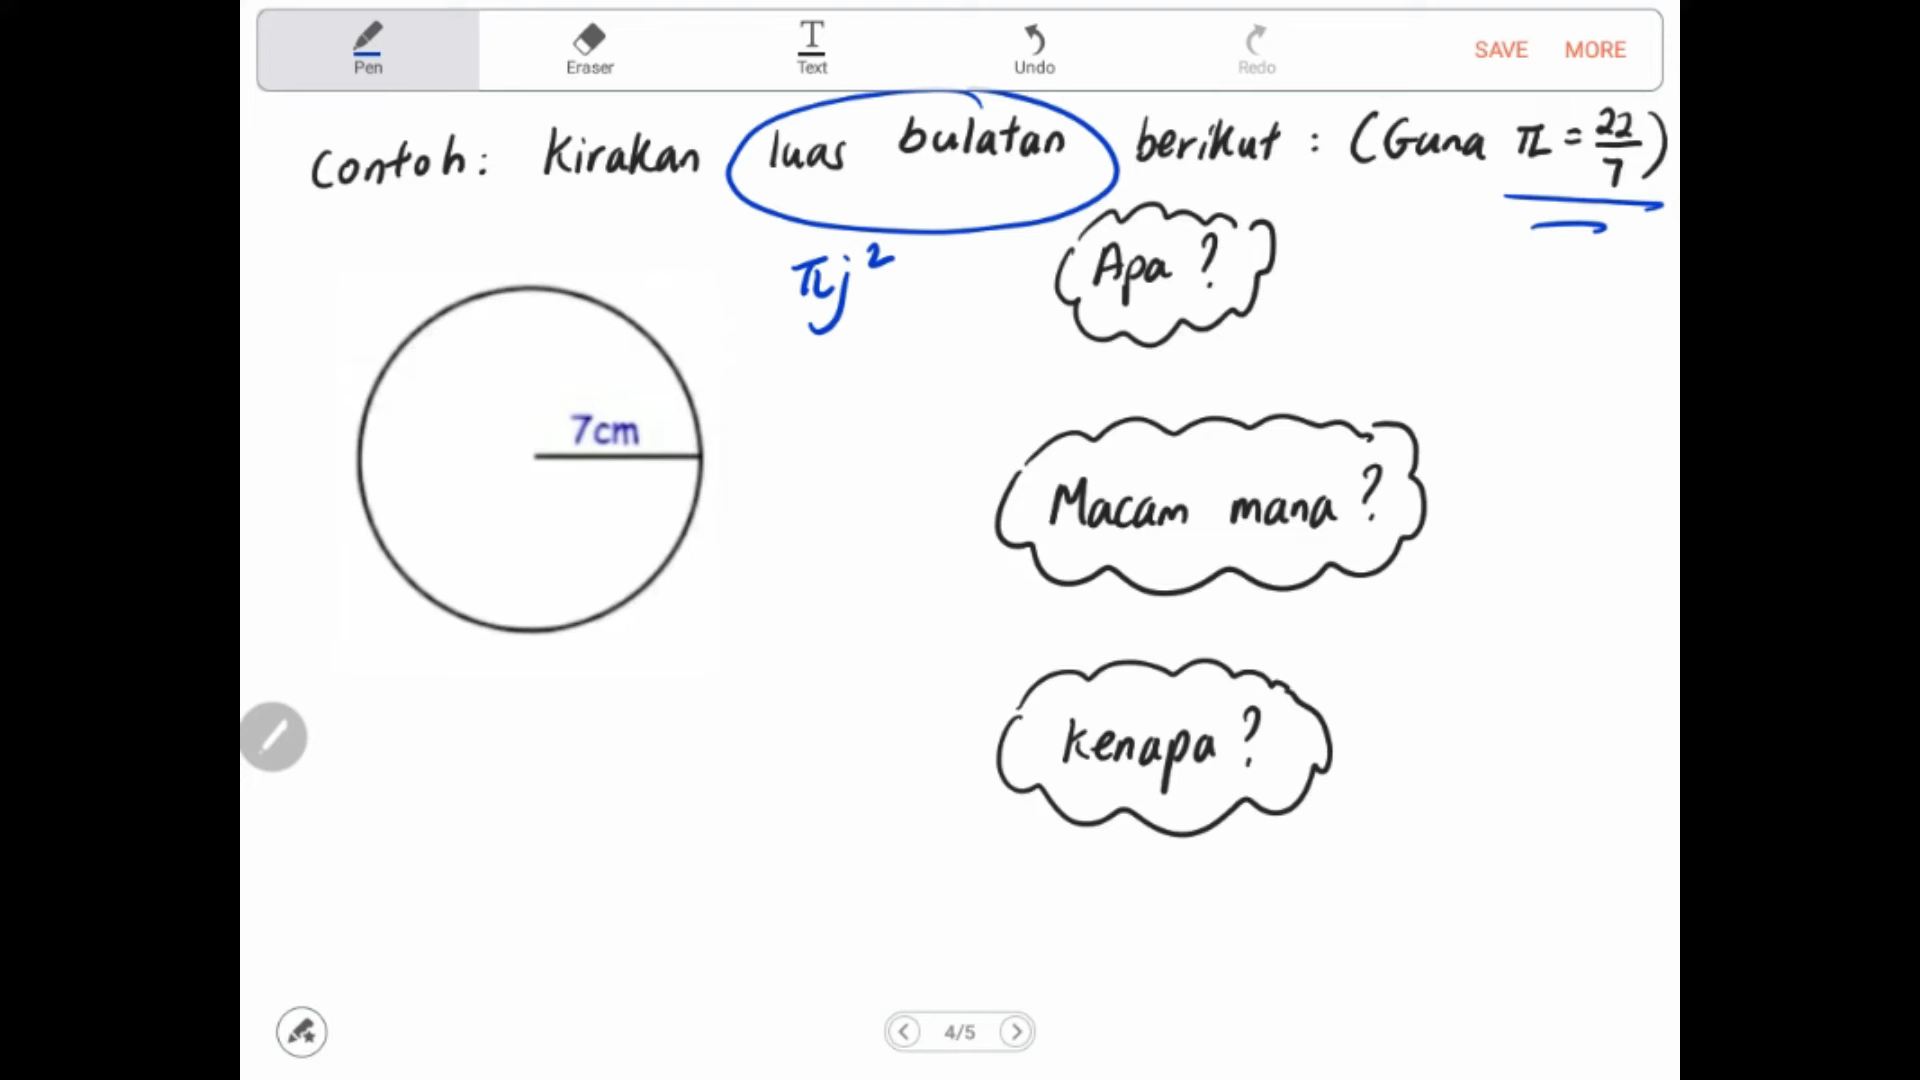 Pen
Eraser
Text
Undo
Redo
SAVE
MORE
Contoh: Kirakan luas bulatan berikut : (Guna π = 22/7)
πj²
Apa ?
7cm
Macam mana ?
Kenapa ?
4/5